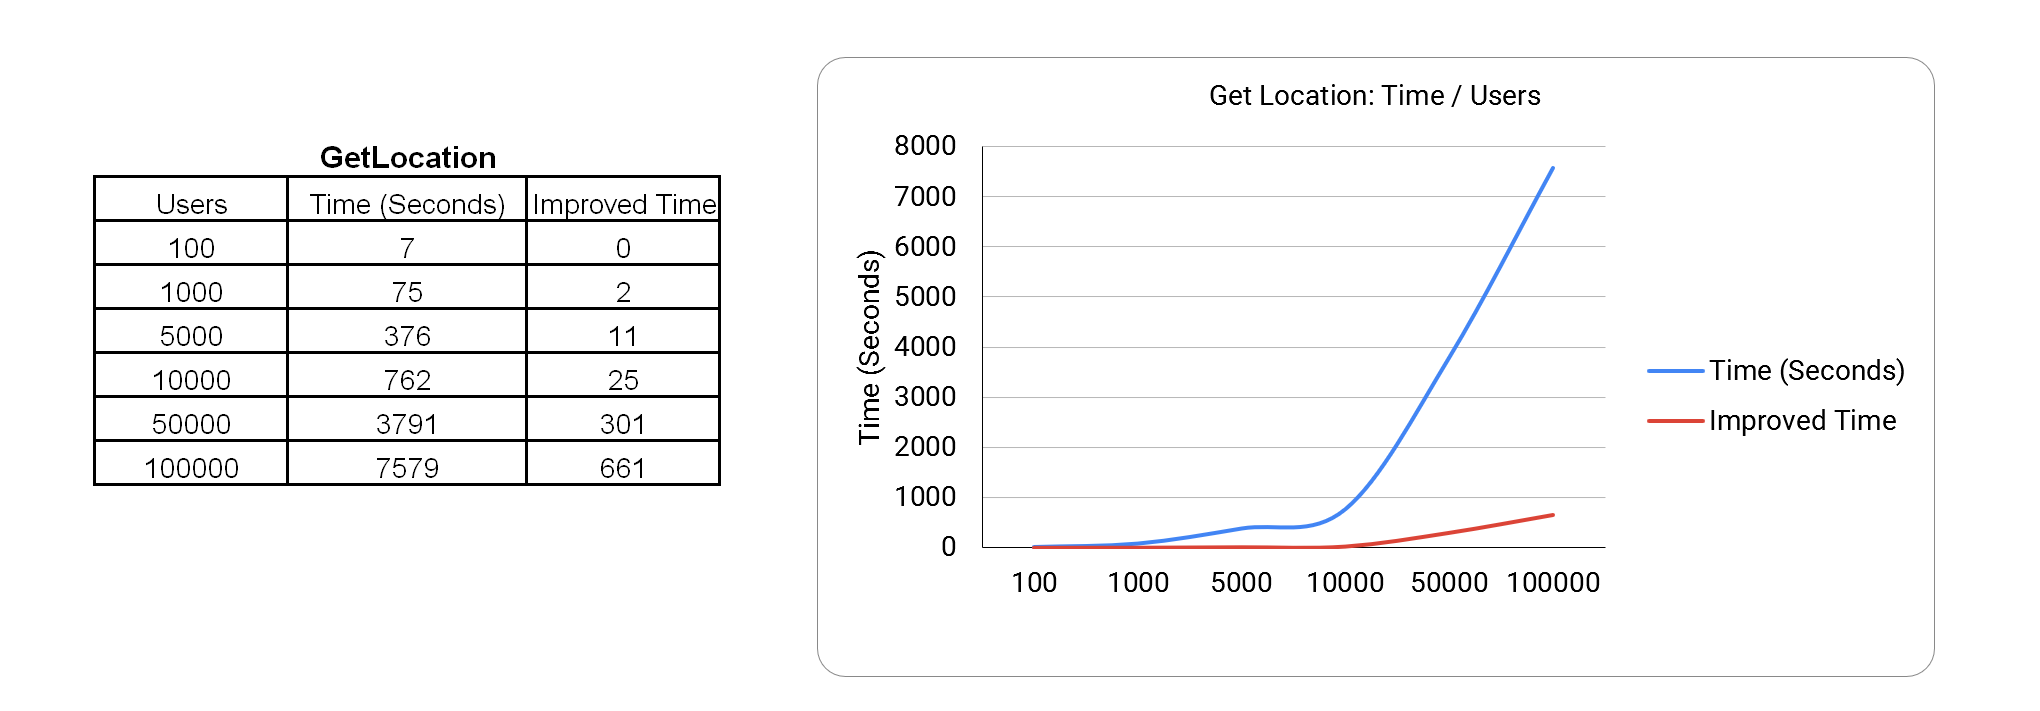 GetLocation
Users Time (Seconds) Improved Time
100 7 0
1000 75 2
5000 376 11
10000 762 25
50000 3791 301
100000 7579 661
Get Location: Time / Users
Time (Seconds)
8000
7000
6000
5000
4000
3000
2000
1000
0
100 1000 5000 10000 50000 100000
Time (Seconds)
Improved Time